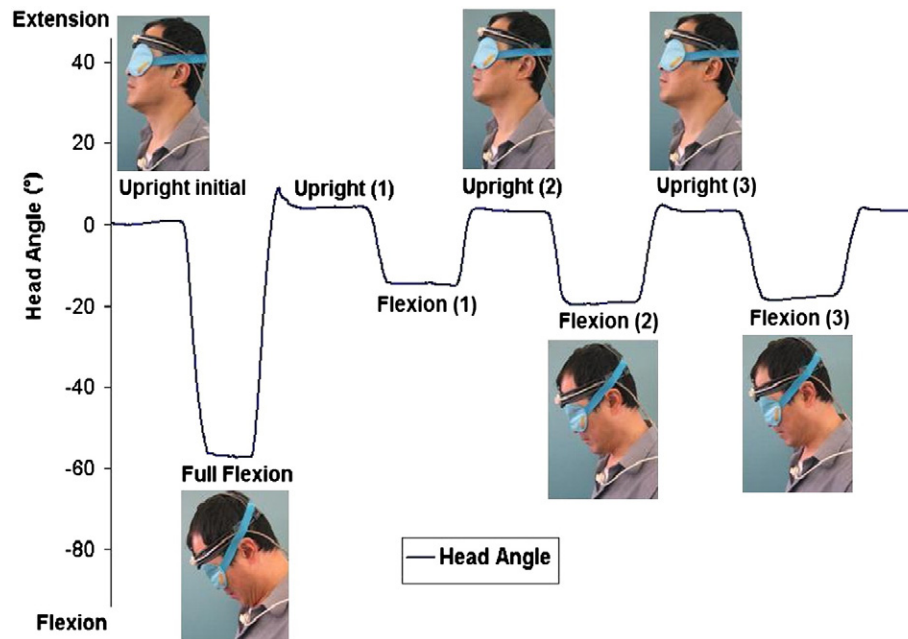 Extension
40
20
0
-20
-40
-60
-80
Flexion
Head Angle (°)
Upright initial
Upright (1)
Upright (2)
Upright (3)
Flexion (1)
Flexion (2)
Flexion (3)
Full Flexion
Head Angle